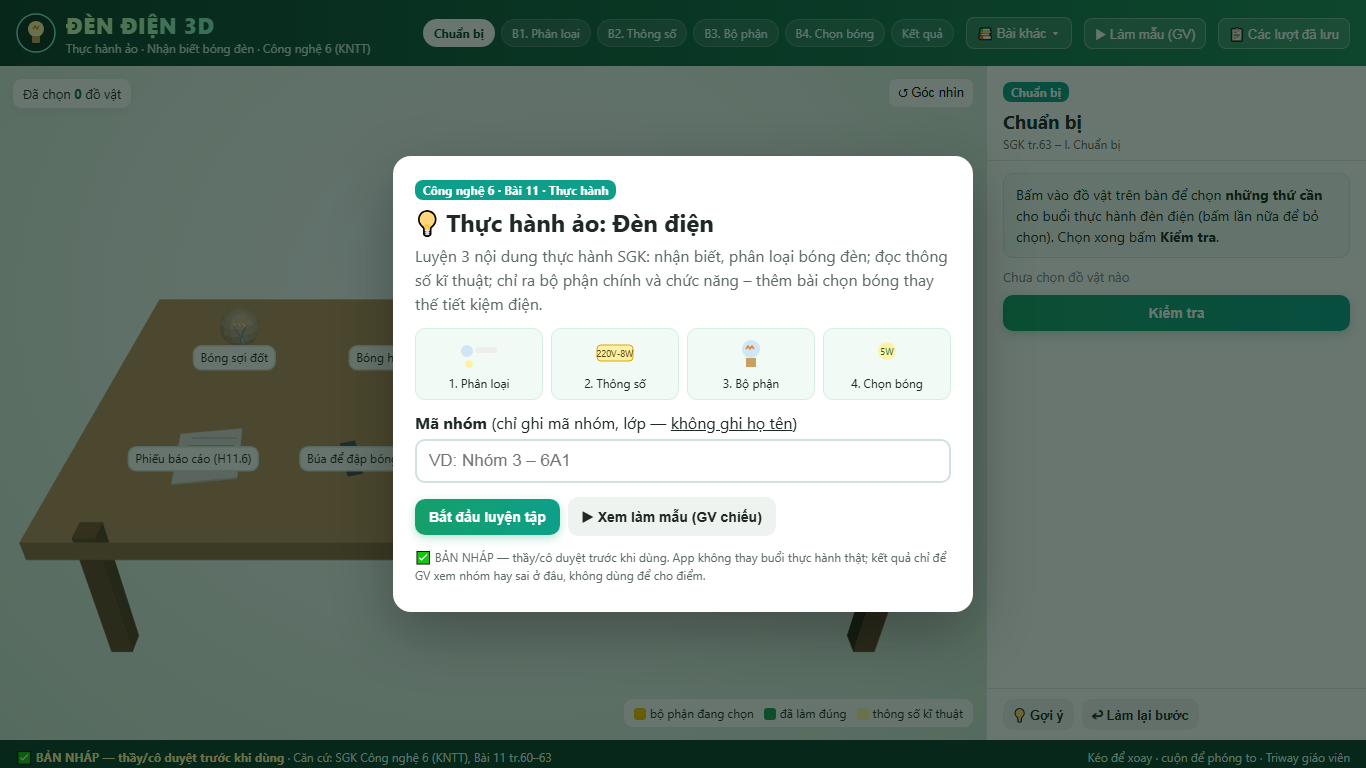 ĐÈN ĐIỆN 3D
Thực hành ảo · Nhận biết bóng đèn · Công nghệ 6 (KNTT)
Chuẩn bị
B1. Phân loại
B2. Thông số
B3. Bộ phận
B4. Chọn bóng
Kết quả
Bài khác
Làm mẫu (GV)
Các lượt đã lưu
Đã chọn 0 đồ vật
Góc nhìn
Chuẩn bị
Chuẩn bị
SGK tr.63 – I. Chuẩn bị
Bấm vào đồ vật trên bàn để chọn những thứ cần
cho buổi thực hành đèn điện (bấm lần nữa để bỏ
chọn). Chọn xong bấm Kiểm tra.
Chưa chọn đồ vật nào
Kiểm tra
Công nghệ 6 · Bài 11 · Thực hành
Thực hành ảo: Đèn điện
Luyện 3 nội dung thực hành SGK: nhận biết, phân loại bóng đèn; đọc thông
số kĩ thuật; chỉ ra bộ phận chính và chức năng – thêm bài chọn bóng thay
thế tiết kiệm điện.
220V-8W
5W
1. Phân loại
2. Thông số
3. Bộ phận
4. Chọn bóng
Mã nhóm (chỉ ghi mã nhóm, lớp — không ghi họ tên)
VD: Nhóm 3 – 6A1
Bắt đầu luyện tập
Xem làm mẫu (GV chiếu)
BẢN NHÁP — thầy/cô duyệt trước khi dùng. App không thay buổi thực hành thật; kết quả chỉ để
GV xem nhóm hay sai ở đâu, không dùng để cho điểm.
Bóng sợi đốt
Bóng h
Phiếu báo cáo (H11.6)
Búa để đập bóng
bộ phận đang chọn
đã làm đúng
thông số kĩ thuật
Gợi ý
Làm lại bước
BẢN NHÁP — thầy/cô duyệt trước khi dùng · Căn cứ: SGK Công nghệ 6 (KNTT), Bài 11 tr.60–63
Kéo để xoay · cuộn để phóng to · Triway giáo viên